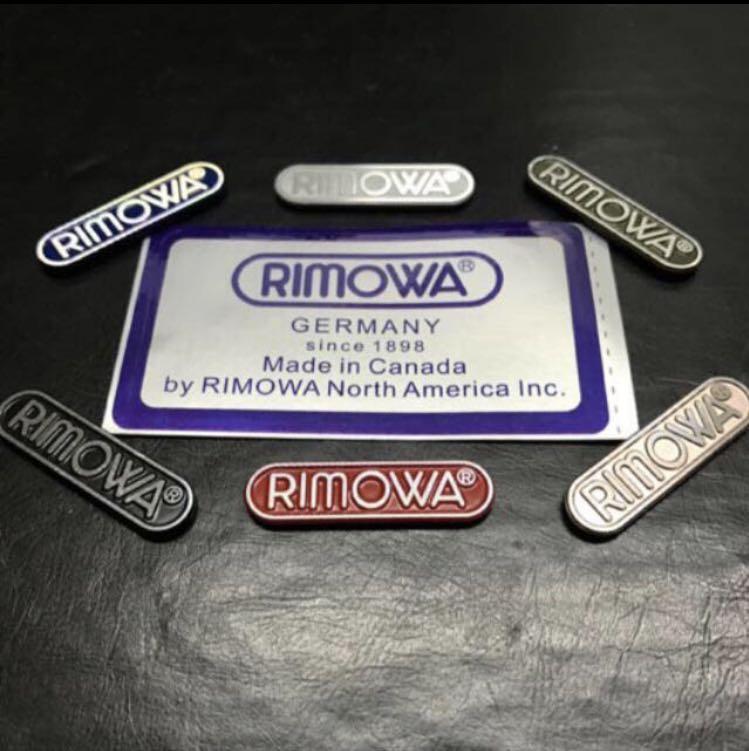 RIMOWA
RIMOWA
RIMOWA®
RIMOWA®
GERMANY
since 1898
Made in Canada
by RIMOWA North America Inc.
RIMOWA®
RIMOWA®
RIMOWA®